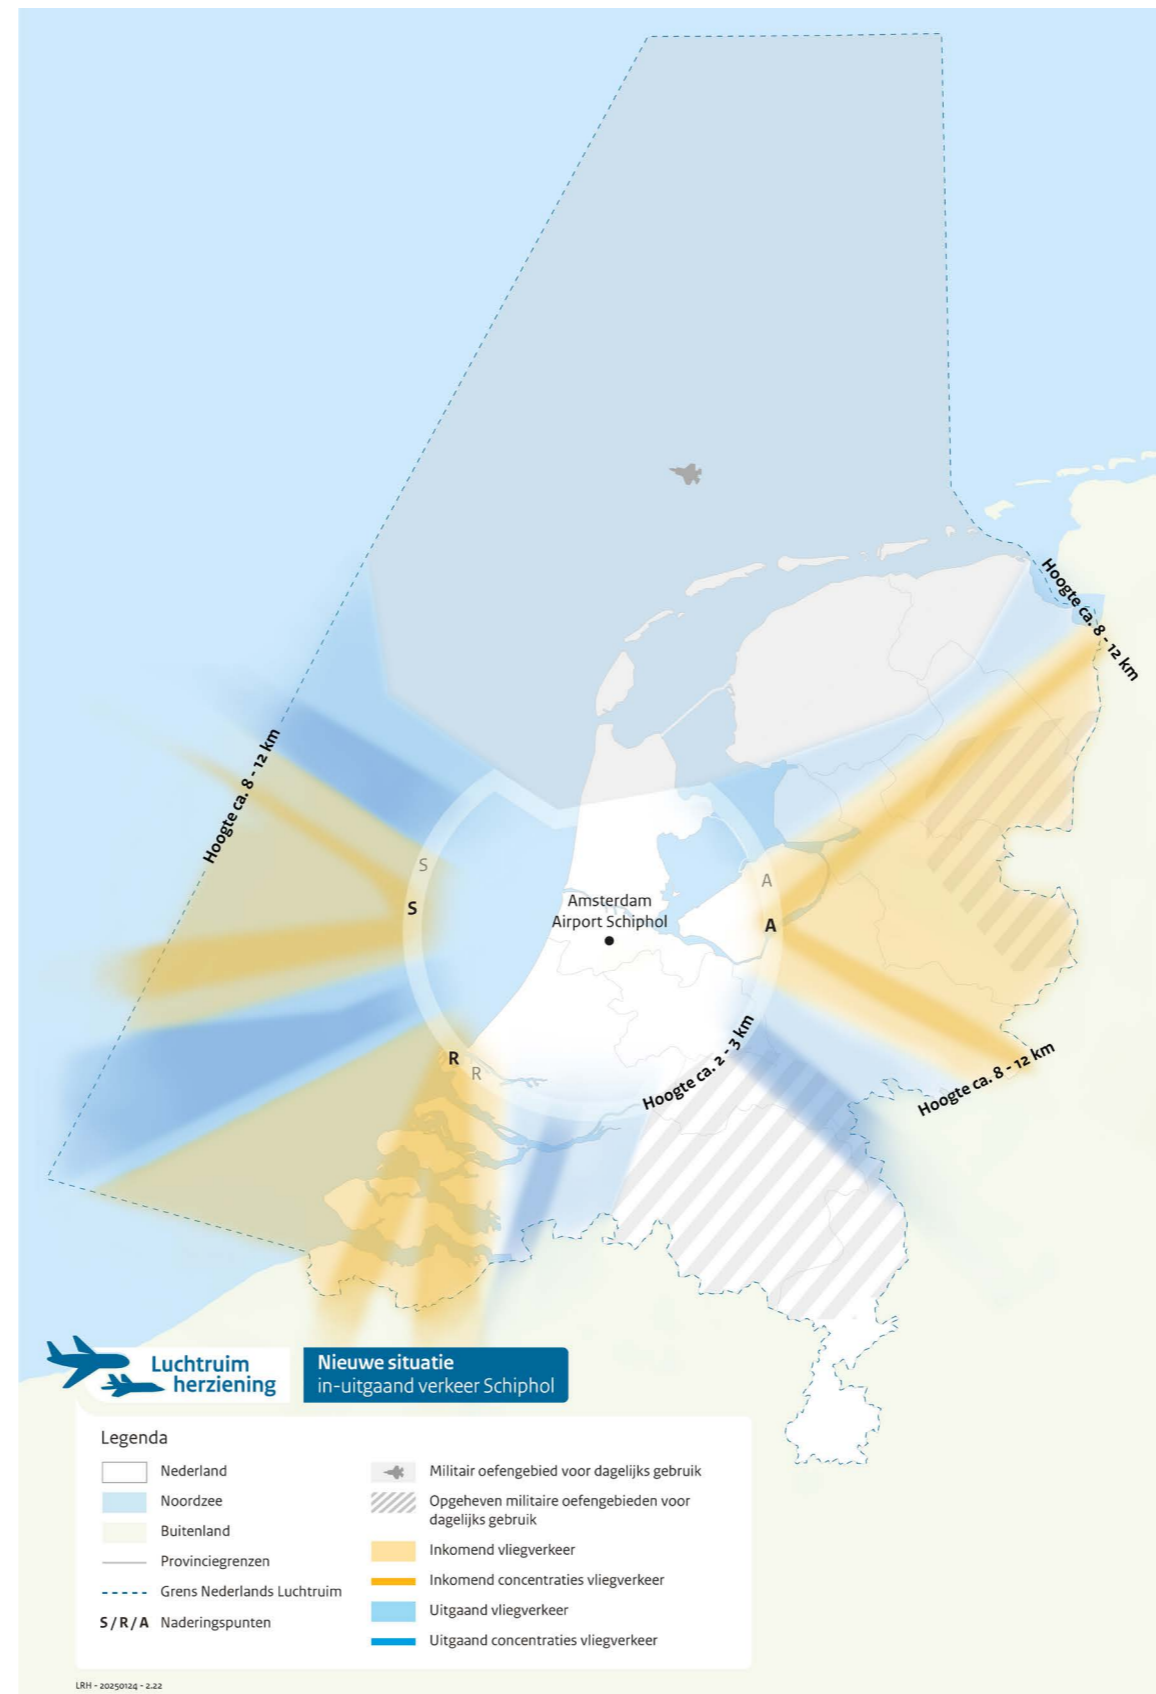 Hoogte ca. 8 - 12 km
Hoogte ca. 8 - 12 km
S
S
A
A
Amsterdam
Airport Schiphol
R
R
Hoogte ca. 2 - 3 km
Hoogte ca. 8 - 12 km
Luchtruim
herziening
Nieuwe situatie
in-uitgaand verkeer Schiphol
Legenda
Nederland
Noordzee
Buitenland
Provinciegrenzen
Grens Nederlands Luchtruim
S / R / A Naderingspunten
Militair oefengebied voor dagelijks gebruik
Opgeheven militaire oefengebieden voor
dagelijks gebruik
Inkomend vliegverkeer
Inkomend concentraties vliegverkeer
Uitgaand vliegverkeer
Uitgaand concentraties vliegverkeer
LRH - 20250124 - 2.22